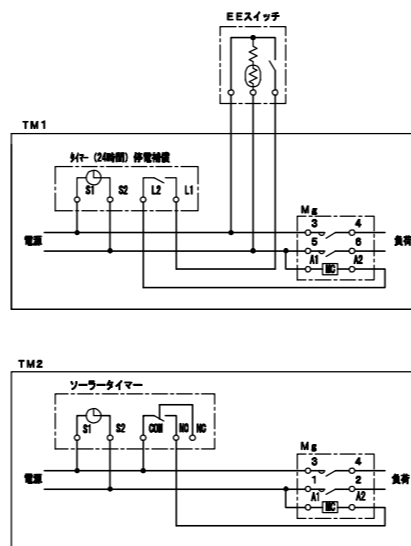 EEスイッチ
TM1
タイマー (24時間) 停電補償
S1 S2 L2 L1
Mg
3 4
電源 5 6 負荷
A1 MC A2
TM2
ソーラータイマー
S1 S2 COM NC
Mg
3 4
電源 1 2 負荷
A1 MC A2